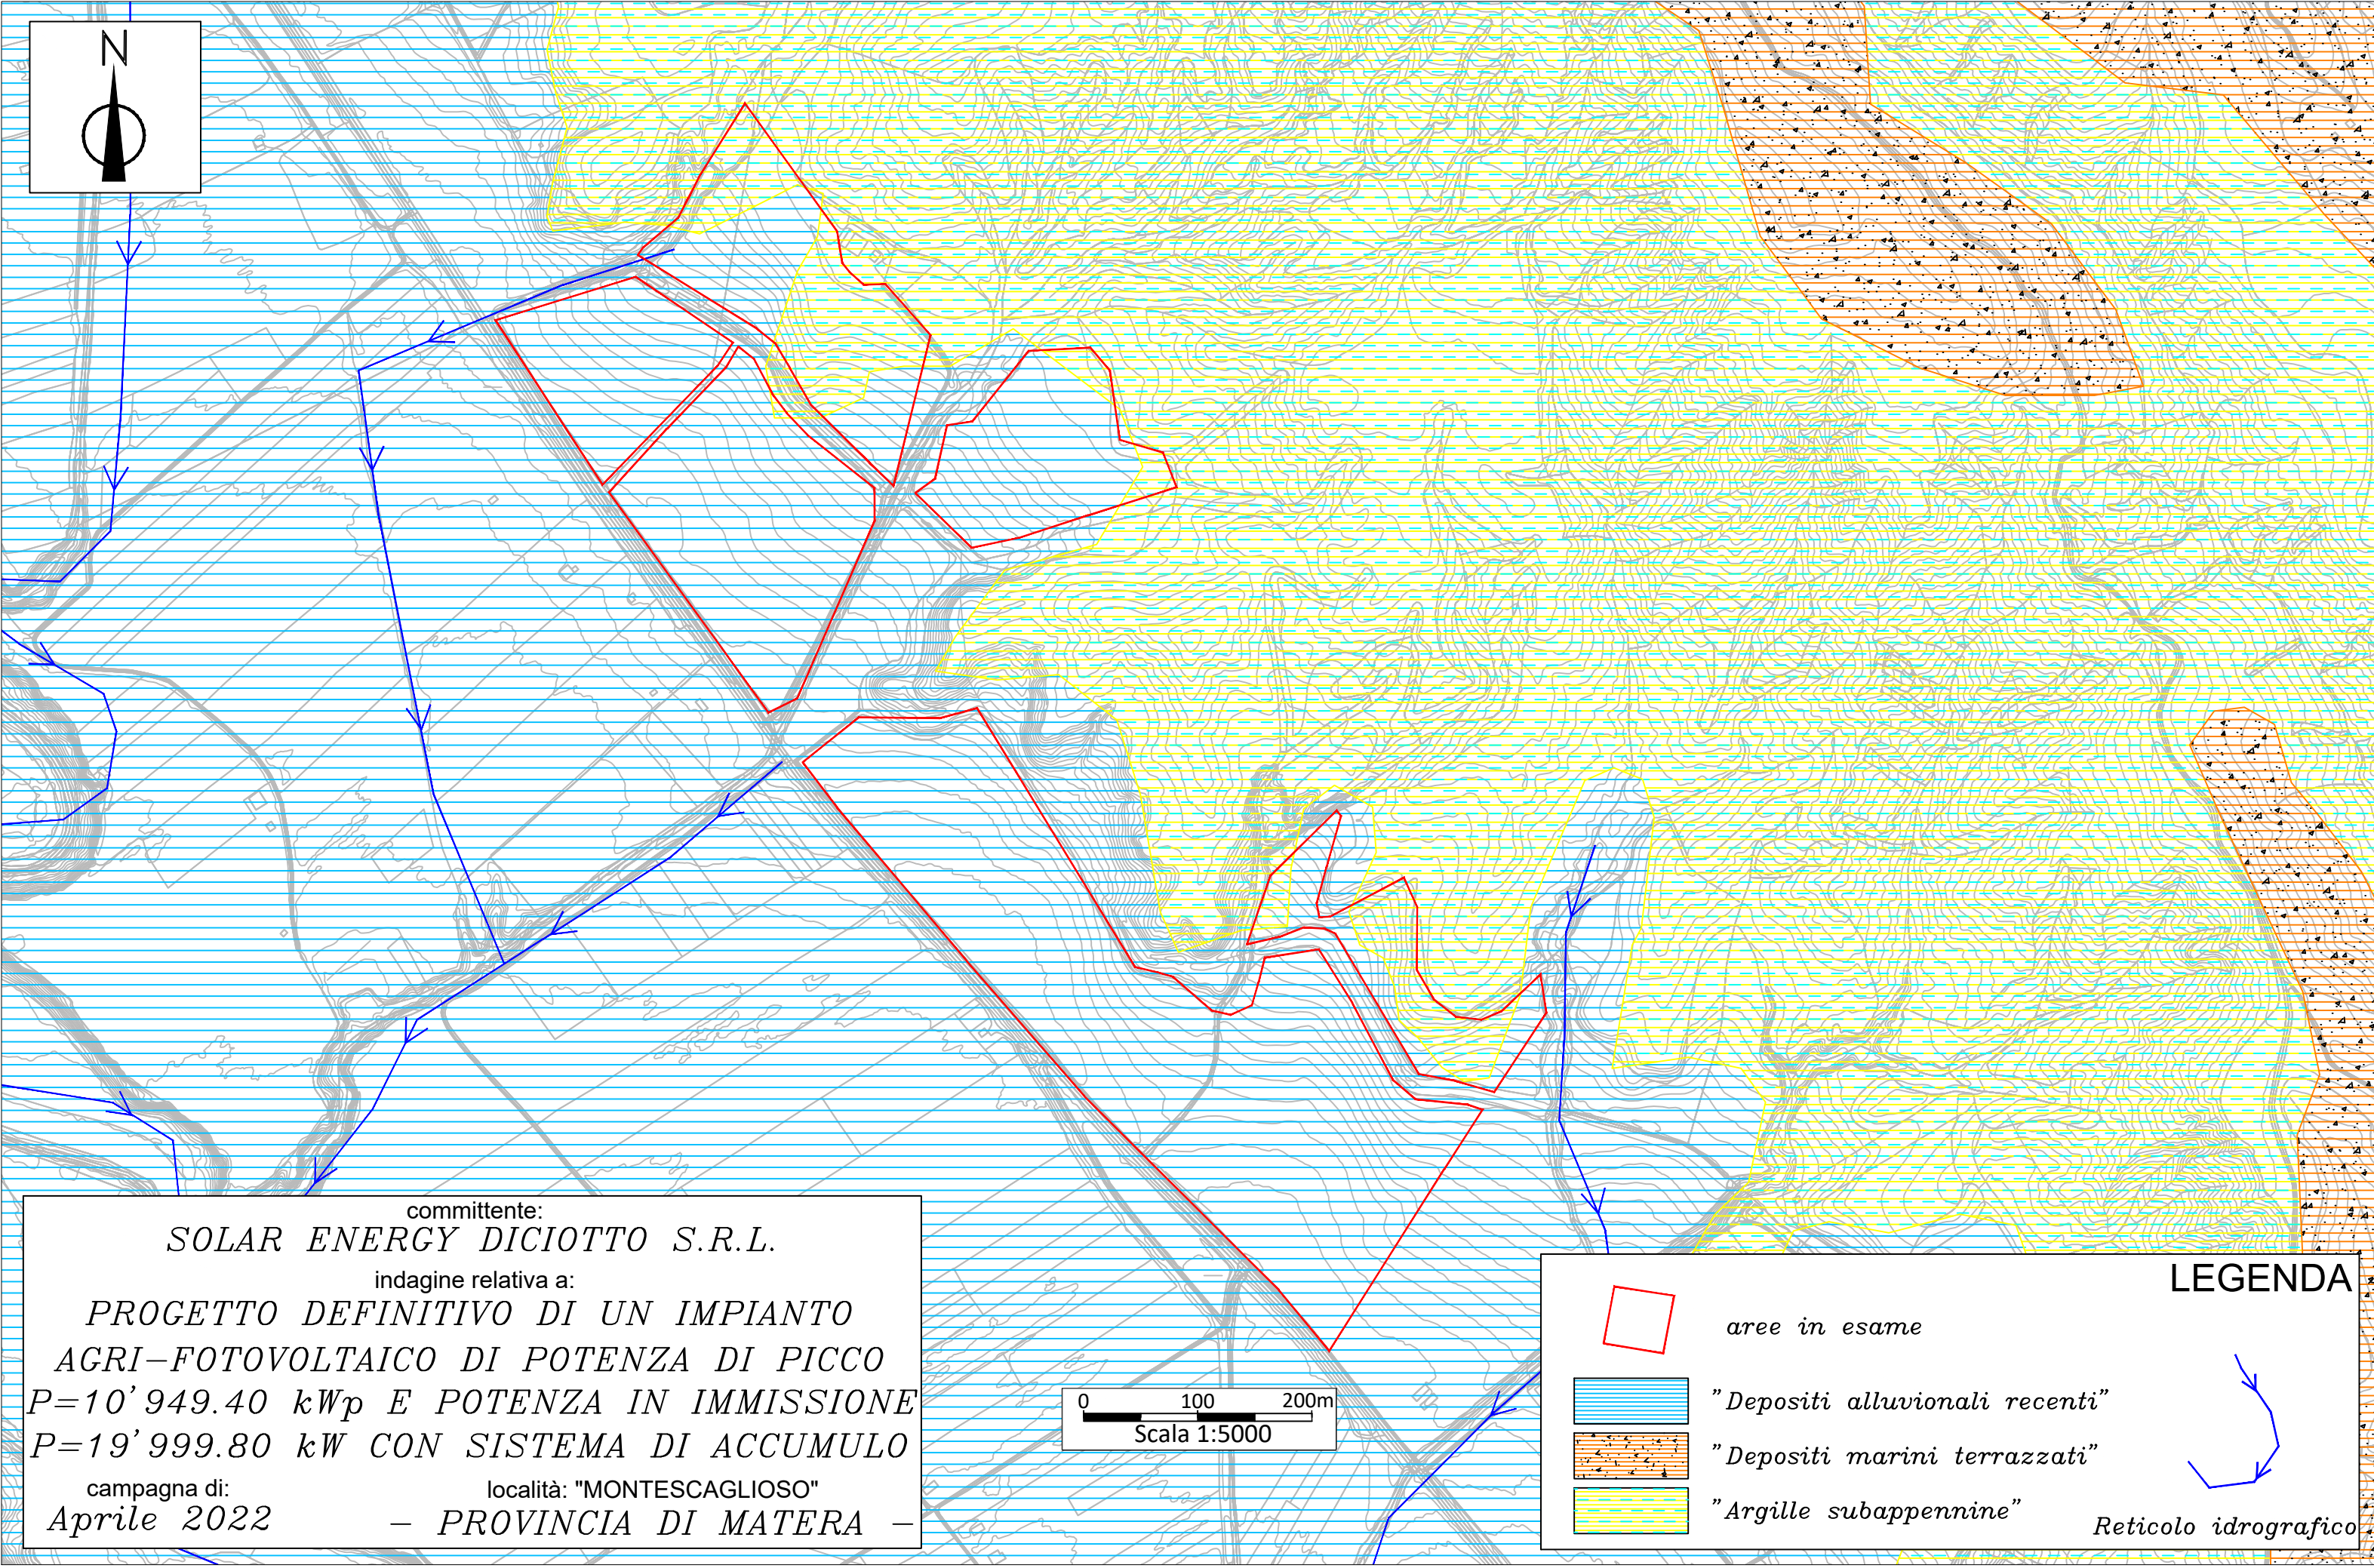 N
committente:
SOLAR ENERGY DICIOTTO S.R.L.
indagine relativa a:
PROGETTO DEFINITIVO DI UN IMPIANTO
AGRI-FOTOVOLTAICO DI POTENZA DI PICCO
P=10'949.40 kWp E POTENZA IN IMMISSIONE
P=19'999.80 kW CON SISTEMA DI ACCUMULO
campagna di:
Aprile 2022
località: "MONTESCAGLIOSO"
- PROVINCIA DI MATERA -
0 100 200m
Scala 1:5000
LEGENDA
aree in esame
"Depositi alluvionali recenti"
"Depositi marini terrazzati"
"Argille subappennine"
Reticolo idrografico